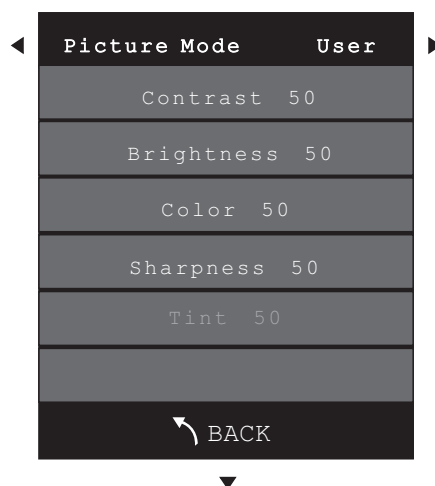 Picture Mode User
Contrast 50
Brightness 50
Color 50
Sharpness 50
Tint 50
BACK